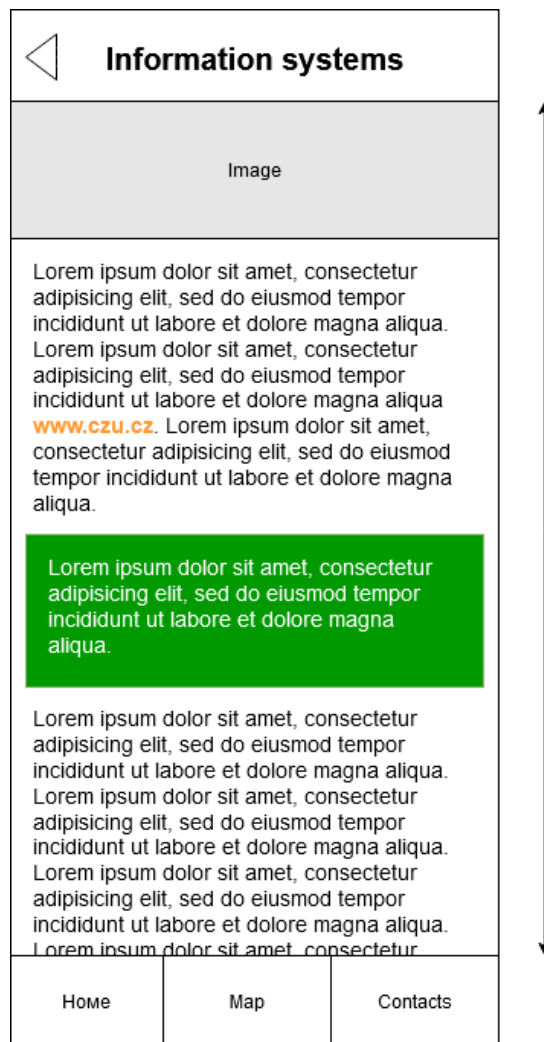 Information systems
Image
Lorem ipsum dolor sit amet, consectetur
adipisicing elit, sed do eiusmod tempor
incididunt ut labore et dolore magna aliqua.
Lorem ipsum dolor sit amet, consectetur
adipisicing elit, sed do eiusmod tempor
incididunt ut labore et dolore magna aliqua
www.czu.cz. Lorem ipsum dolor sit amet,
consectetur adipisicing elit, sed do eiusmod
tempor incididunt ut labore et dolore magna
aliqua.
Lorem ipsum dolor sit amet, consectetur
adipisicing elit, sed do eiusmod tempor
incididunt ut labore et dolore magna
aliqua.
Lorem ipsum dolor sit amet, consectetur
adipisicing elit, sed do eiusmod tempor
incididunt ut labore et dolore magna aliqua.
Lorem ipsum dolor sit amet, consectetur
adipisicing elit, sed do eiusmod tempor
incididunt ut labore et dolore magna aliqua.
Lorem ipsum dolor sit amet, consectetur
adipisicing elit, sed do eiusmod tempor
incididunt ut labore et dolore magna aliqua.
Lorem ipsum dolor sit amet, consectetur
Номе
Map
Contacts